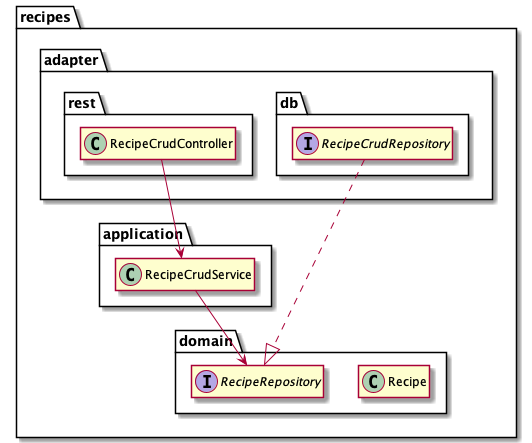 recipes
adapter
rest
db
C RecipeCrudController
I RecipeCrudRepository
application
C RecipeCrudService
domain
I RecipeRepository
C Recipe